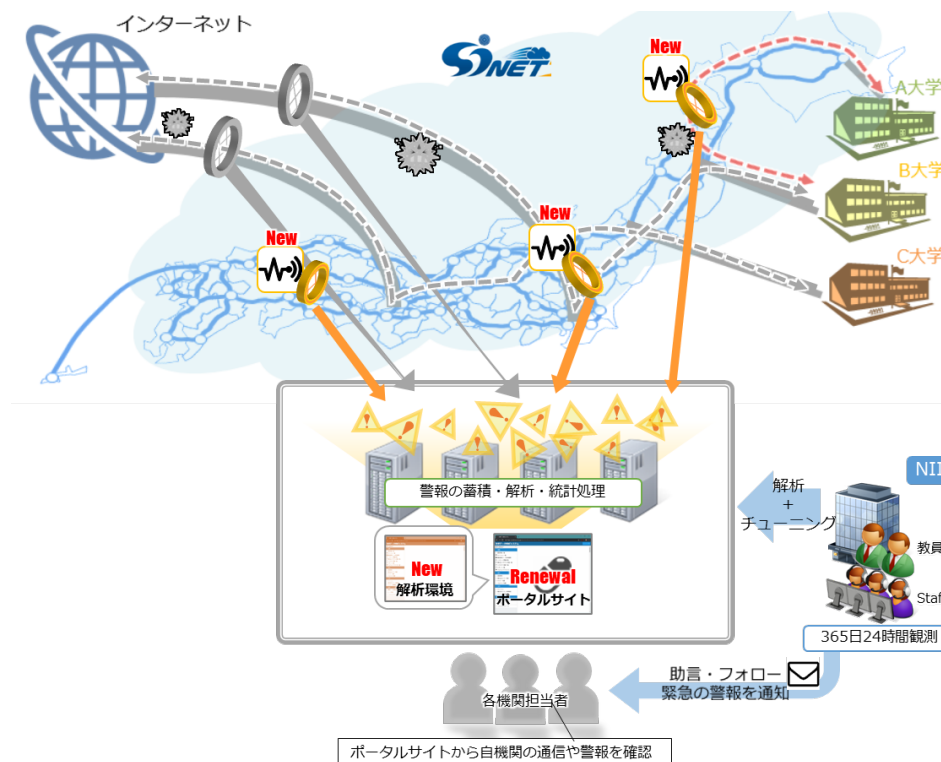 インターネット
SINET
New
A大学
B大学
New
C大学
New
警報の蓄積・解析・統計処理
New
解析環境
Renewal
ポータルサイト
解析
+
チューニング
NII
教員
Staf
365日24時間観測
助言・フォロー
緊急の警報を通知
各機関担当者
ポータルサイトから自機関の通信や警報を確認